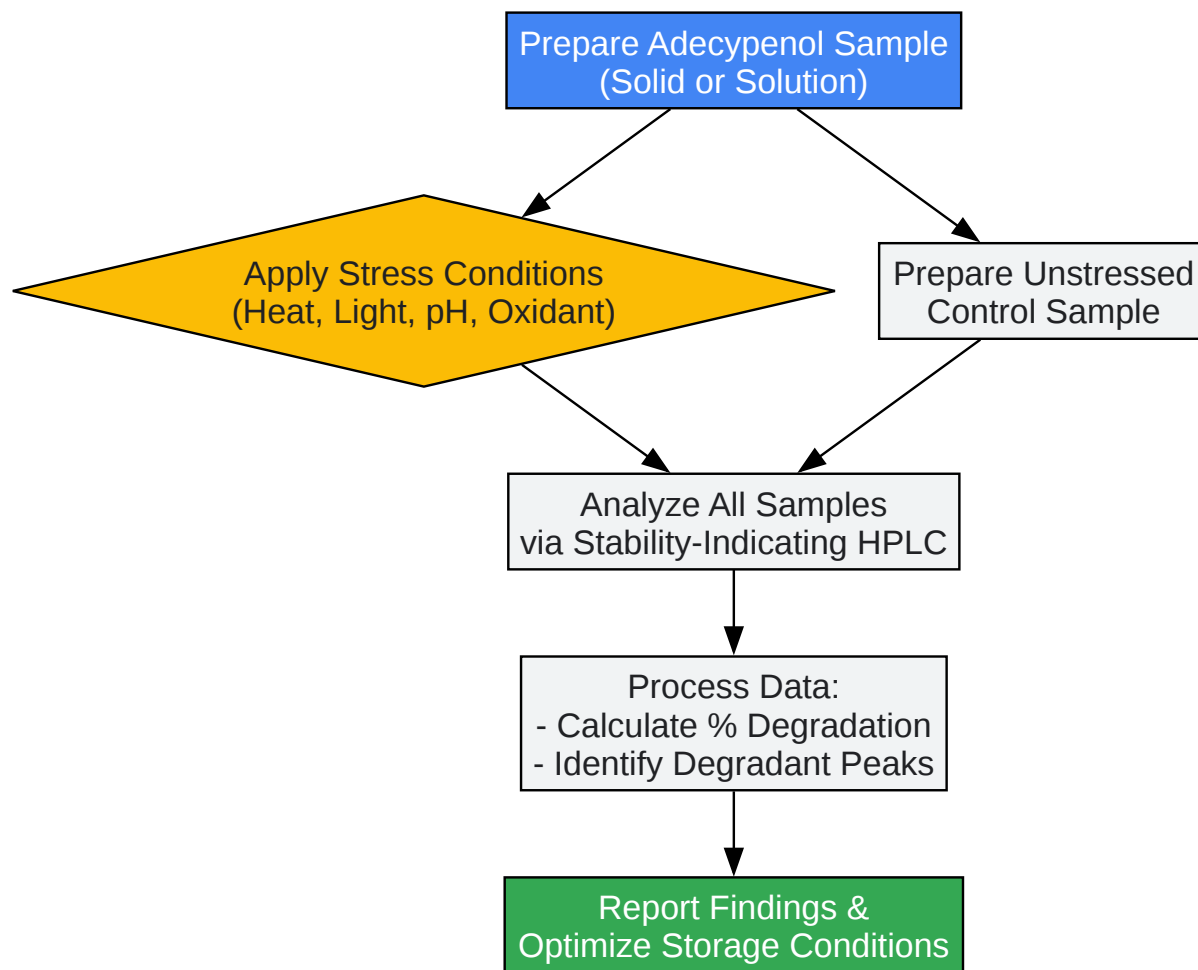 Prepare Adecypenol Sample
(Solid or Solution)
Apply Stress Conditions
(Heat, Light, pH, Oxidant)
Prepare Unstressed
Control Sample
Analyze All Samples
via Stability-Indicating HPLC
Process Data:
- Calculate % Degradation
- Identify Degradant Peaks
Report Findings &
Optimize Storage Conditions